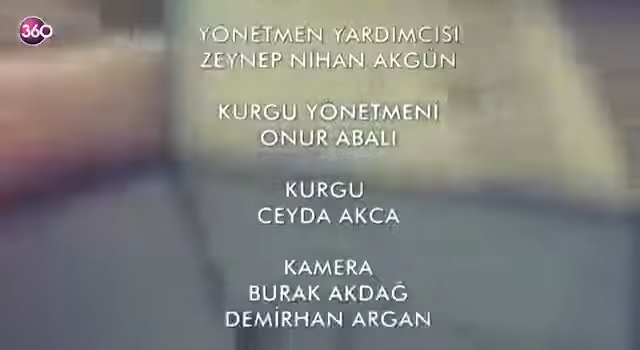 360
YÖNETMEN YARDIMCISI
ZEYNEP NİHAN AKGÜN
KURGU YÖNETMENİ
ONUR ABALI
KURGU
CEYDA AKCA
KAMERA
BURAK AKDAĞ
DEMİRHAN ARGAN